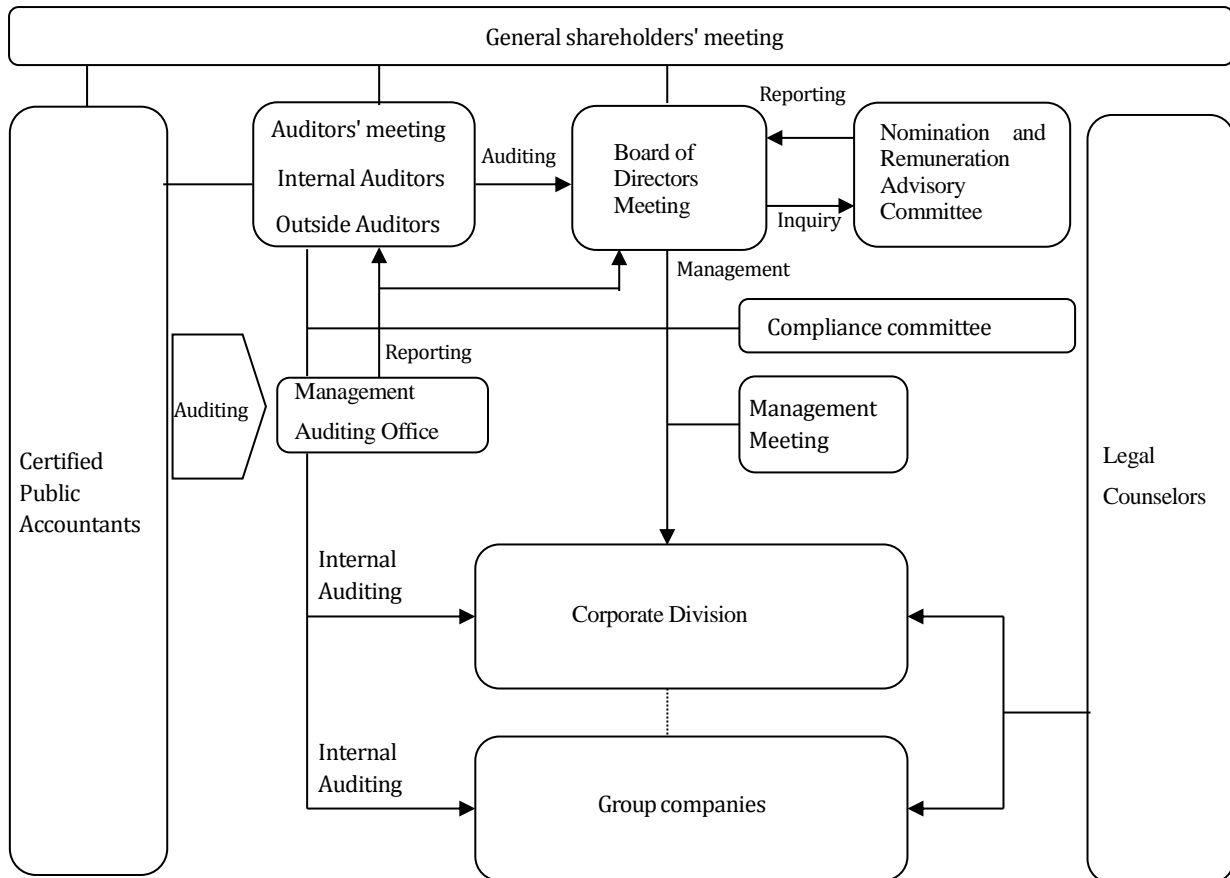 General shareholders' meeting
Reporting
Auditors' meeting
Internal Auditors
Outside Auditors
Auditing
Board of
Directors
Meeting
Nomination and
Remuneration
Advisory
Committee
Inquiry
Management
Compliance committee
Reporting
Management
Auditing Office
Auditing
Management
Meeting
Certified
Public
Accountants
Legal
Counselors
Internal
Auditing
Corporate Division
Internal
Auditing
Group companies